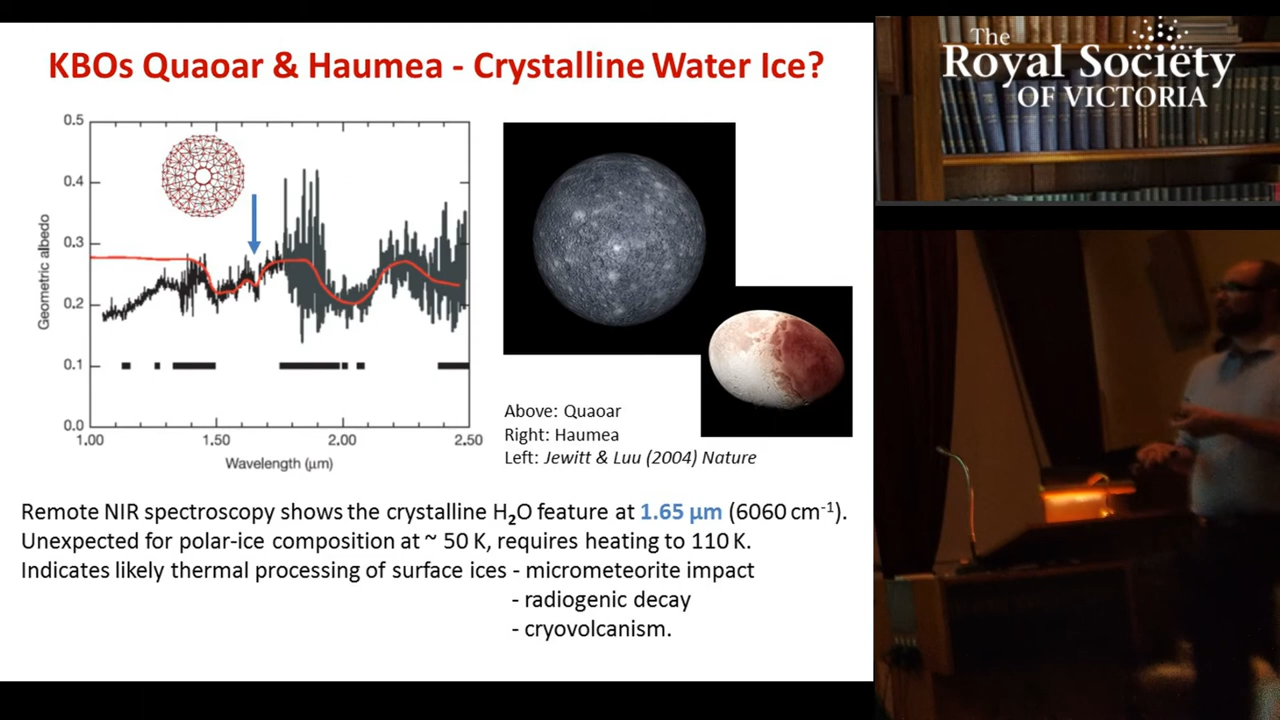 KBOs Quaoar & Haumea - Crystalline Water Ice?
The
Royal Society
OF VICTORIA
0.5
0.4
0.3
0.2
0.1
0.0
Geometric albedo
1.00
1.50
2.00
2.50
Wavelength (μm)
Above: Quaoar
Right: Haumea
Left: Jewitt & Luu (2004) Nature
Remote NIR spectroscopy shows the crystalline H₂O feature at 1.65 μm (6060 cm⁻¹).
Unexpected for polar-ice composition at ~ 50 K, requires heating to 110 K.
Indicates likely thermal processing of surface ices - micrometeorite impact
- radiogenic decay
- cryovolcanism.